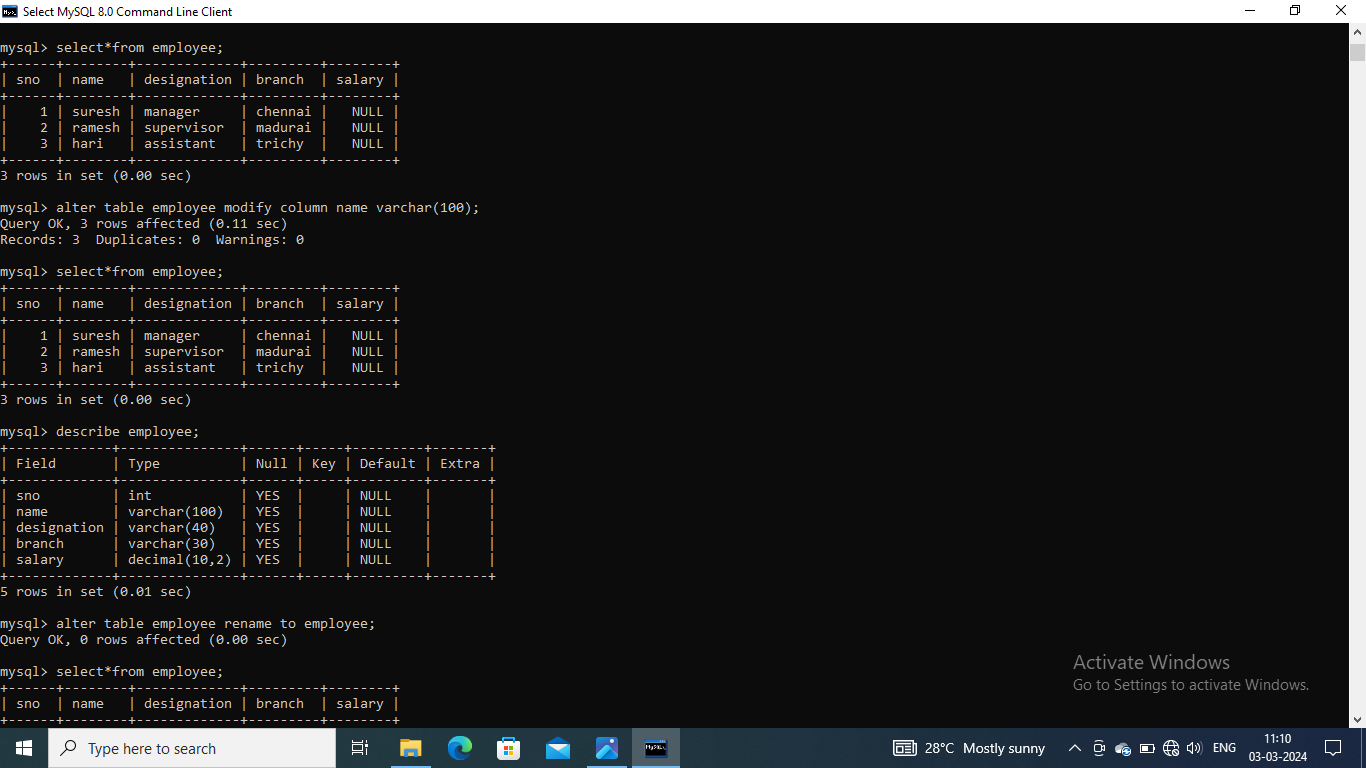 Select MySQL 8.0 Command Line Client
mysql> select*from employee;
+------+--------+-------------+---------+--------+
| sno  | name   | designation | branch  | salary |
+------+--------+-------------+---------+--------+
|    1 | suresh | manager     | chennai |   NULL |
|    2 | ramesh | supervisor  | madurai |   NULL |
|    3 | hari   | assistant   | trichy  |   NULL |
+------+--------+-------------+---------+--------+
3 rows in set (0.00 sec)
mysql> alter table employee modify column name varchar(100);
Query OK, 3 rows affected (0.11 sec)
Records: 3  Duplicates: 0  Warnings: 0
mysql> select*from employee;
+------+--------+-------------+---------+--------+
| sno  | name   | designation | branch  | salary |
+------+--------+-------------+---------+--------+
|    1 | suresh | manager     | chennai |   NULL |
|    2 | ramesh | supervisor  | madurai |   NULL |
|    3 | hari   | assistant   | trichy  |   NULL |
+------+--------+-------------+---------+--------+
3 rows in set (0.00 sec)
mysql> describe employee;
+-------------+---------------+------+-----+---------+-------+
| Field       | Type          | Null | Key | Default | Extra |
+-------------+---------------+------+-----+---------+-------+
| sno         | int           | YES  |     | NULL    |       |
| name        | varchar(100)  | YES  |     | NULL    |       |
| designation | varchar(40)   | YES  |     | NULL    |       |
| branch      | varchar(30)   | YES  |     | NULL    |       |
| salary      | decimal(10,2) | YES  |     | NULL    |       |
+-------------+---------------+------+-----+---------+-------+
5 rows in set (0.01 sec)
mysql> alter table employee rename to employee;
Query OK, 0 rows affected (0.00 sec)
mysql> select*from employee;
+------+--------+-------------+---------+--------+
| sno  | name   | designation | branch  | salary |
+------+--------+-------------+---------+--------+
Activate Windows
Go to Settings to activate Windows.
Type here to search
28°C Mostly sunny
ENG
11:10
03-03-2024